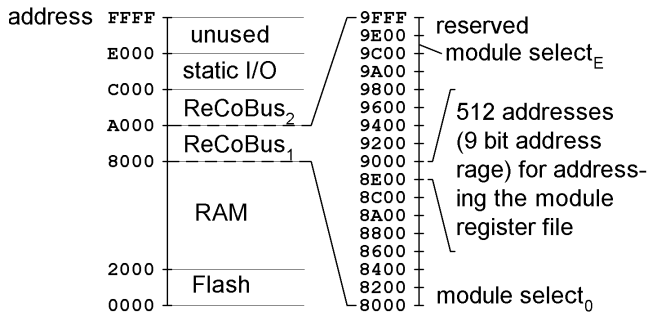 address
FFFF
unused
E000
static I/O
C000
ReCoBus2
A000
ReCoBus1
8000
RAM
2000
Flash
0000
9FFF
reserved
9E00
module selectE
9C00
9A00
9800
9600
9400
9200
9000
8E00
8C00
8A00
8800
8600
8400
8200
8000
512 addresses
(9 bit address
rage) for address-
ing the module
register file
module select0